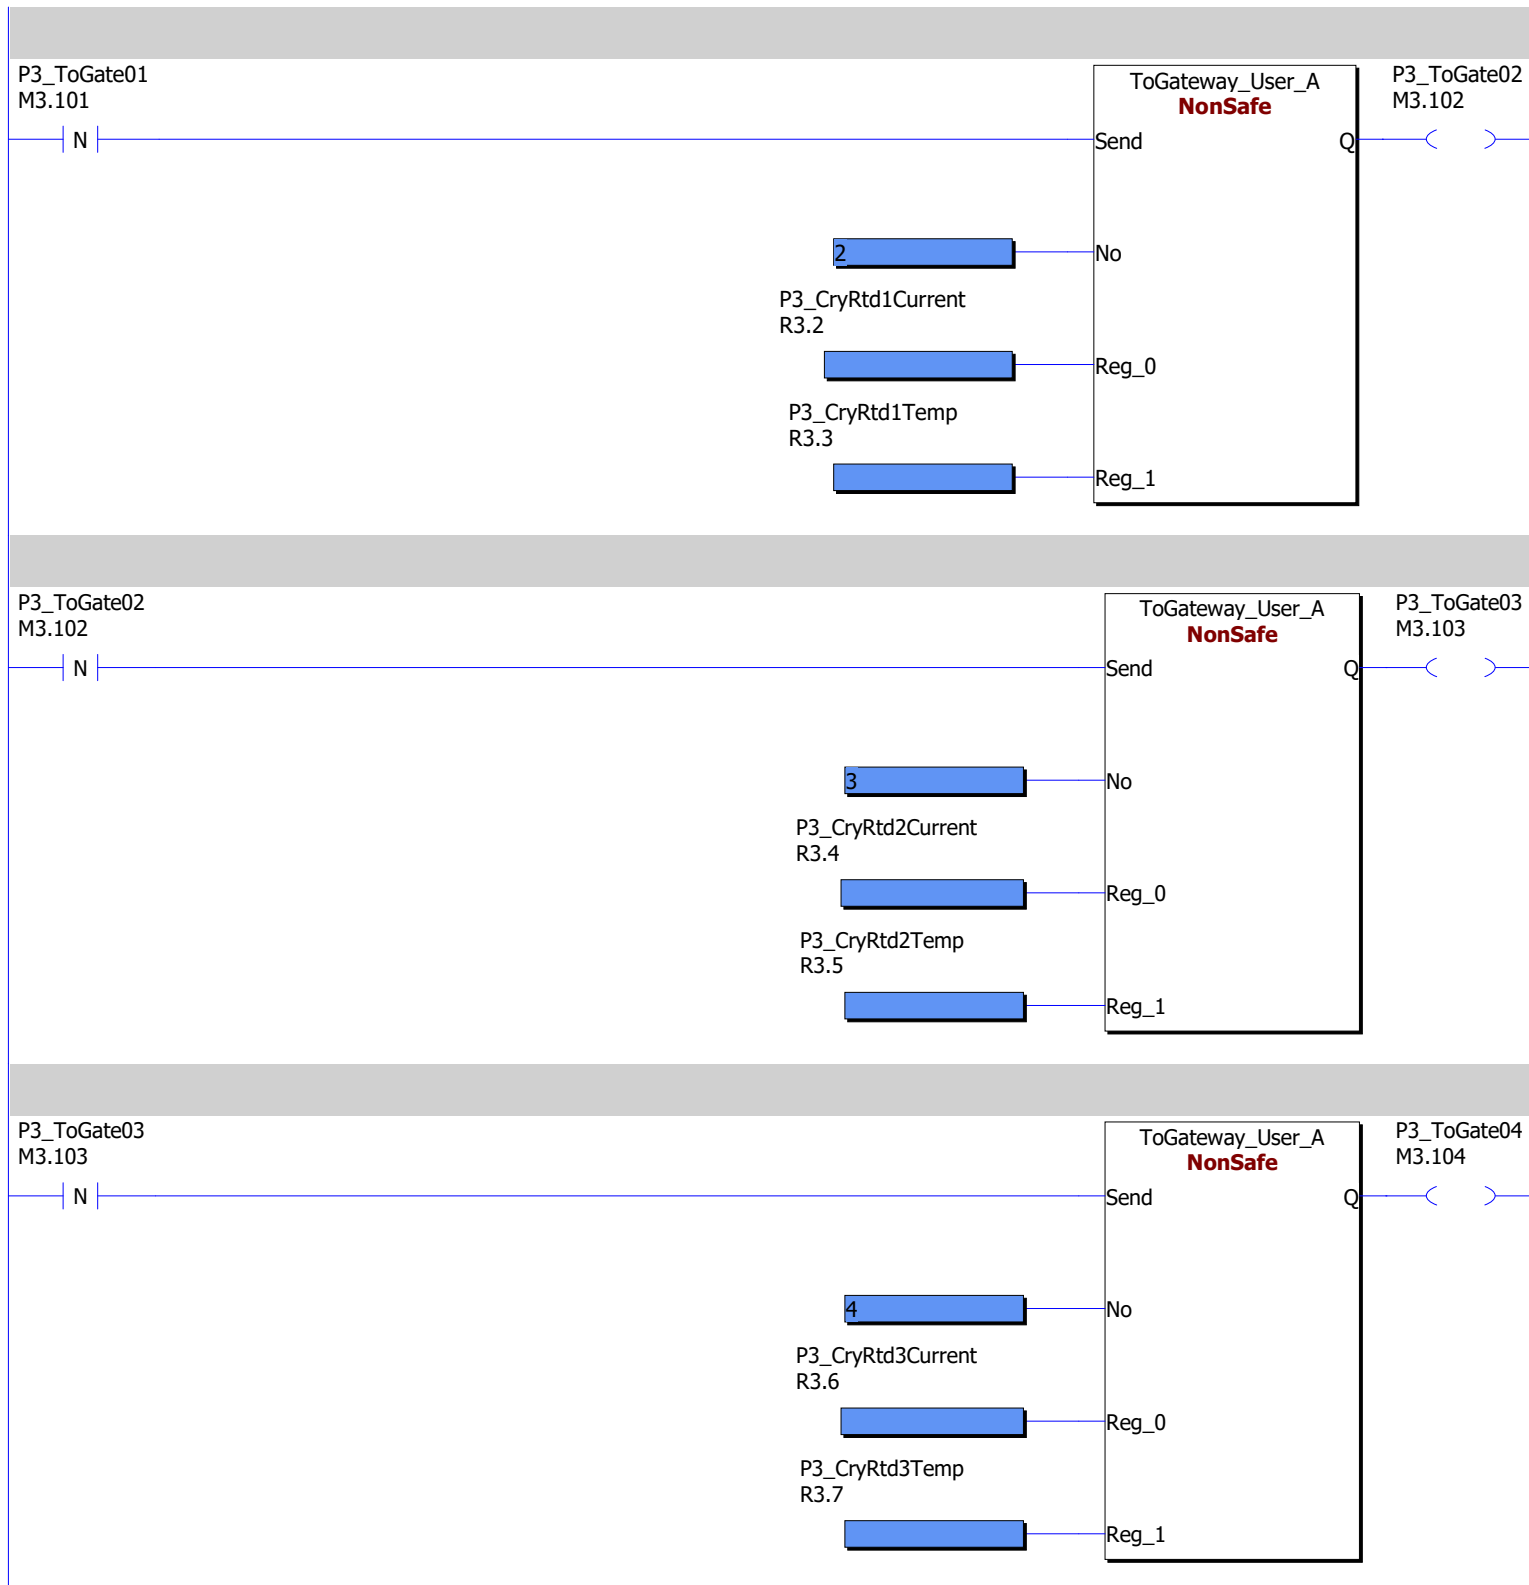 P3_ToGate01
M3.101
N
ToGateway_User_A
NonSafe
Send
Q
P3_ToGate02
M3.102
2
No
P3_CryRtd1Current
R3.2
Reg_0
P3_CryRtd1Temp
R3.3
Reg_1
P3_ToGate02
M3.102
N
ToGateway_User_A
NonSafe
Send
Q
P3_ToGate03
M3.103
3
No
P3_CryRtd2Current
R3.4
Reg_0
P3_CryRtd2Temp
R3.5
Reg_1
P3_ToGate03
M3.103
N
ToGateway_User_A
NonSafe
Send
Q
P3_ToGate04
M3.104
4
No
P3_CryRtd3Current
R3.6
Reg_0
P3_CryRtd3Temp
R3.7
Reg_1